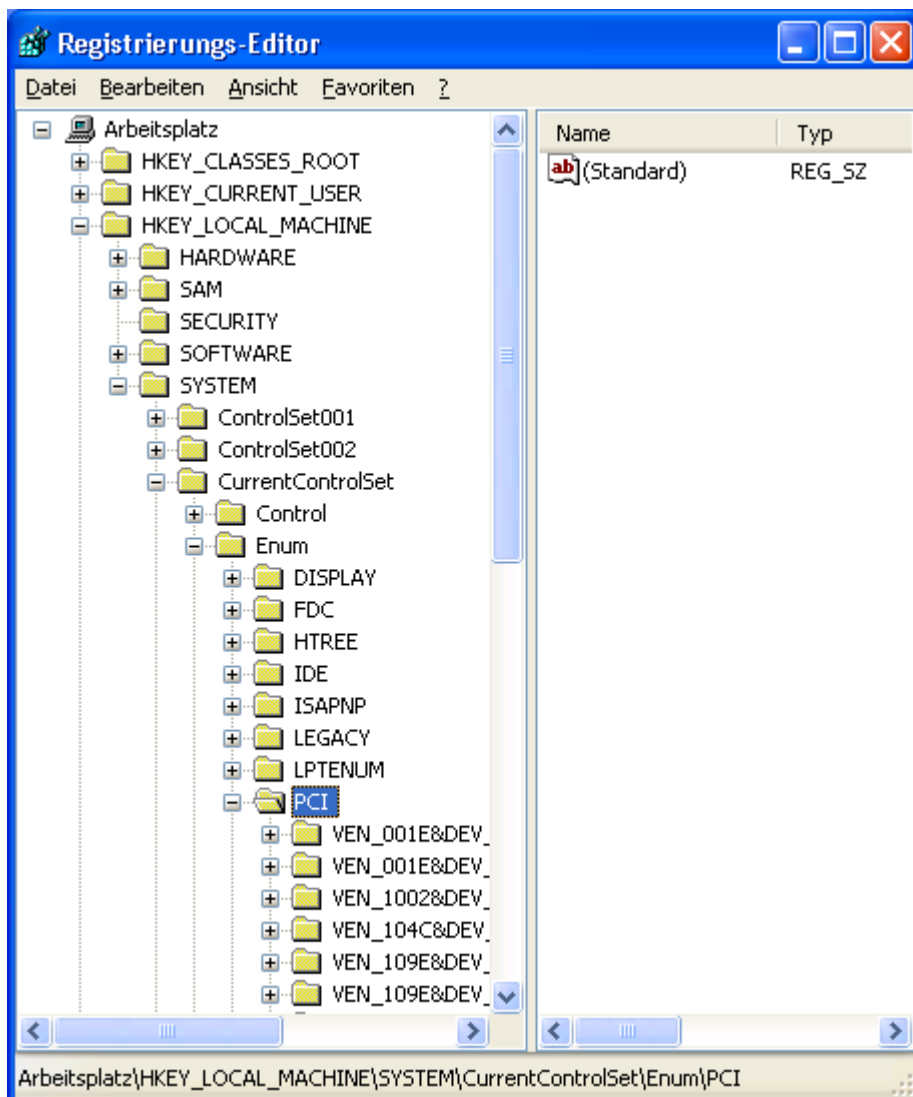 Registrierungs-Editor
Datei Bearbeiten Ansicht Favoriten ?
Arbeitsplatz
HKEY_CLASSES_ROOT
HKEY_CURRENT_USER
HKEY_LOCAL_MACHINE
HARDWARE
SAM
SECURITY
SOFTWARE
SYSTEM
ControlSet001
ControlSet002
CurrentControlSet
Control
Enum
DISPLAY
FDC
HTREE
IDE
ISAPNP
LEGACY
LPTENUM
PCI
VEN_001E&DEV_
VEN_001E&DEV_
VEN_1002&DEV_
VEN_104C&DEV_
VEN_109E&DEV_
VEN_109E&DEV_
Name Typ
ab (Standard) REG_SZ
Arbeitsplatz\HKEY_LOCAL_MACHINE\SYSTEM\CurrentControlSet\Enum\PCI